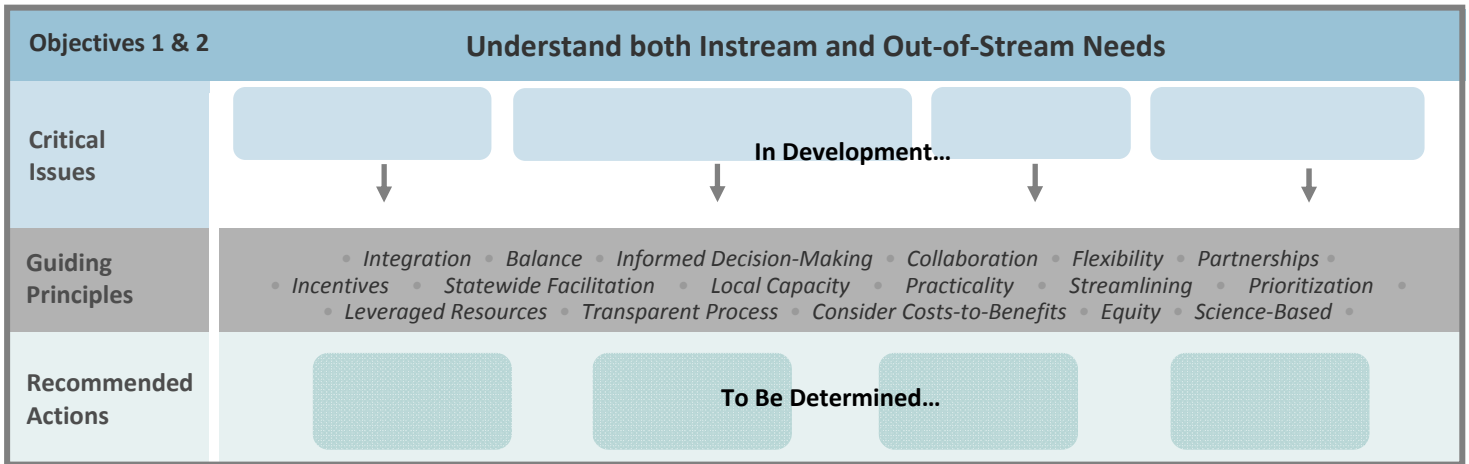 Objectives 1 & 2
Understand both Instream and Out-of-Stream Needs
Critical
Issues
In Development…
Guiding
Principles
• Integration • Balance • Informed Decision-Making • Collaboration • Flexibility • Partnerships •
• Incentives • Statewide Facilitation • Local Capacity • Practicality • Streamlining • Prioritization •
• Leveraged Resources • Transparent Process • Consider Costs-to-Benefits • Equity • Science-Based •
Recommended
Actions
To Be Determined…